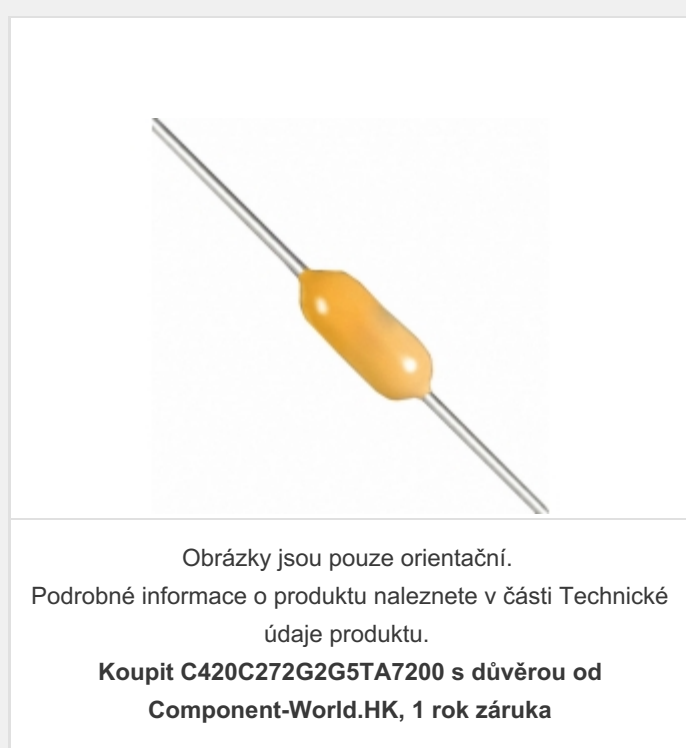 Obrázky jsou pouze orientační.
Podrobné informace o produktu naleznete v části Technické
údaje produktu.
Koupit C420C272G2G5TA7200 s důvěrou od
Component-World.HK, 1 rok záruka